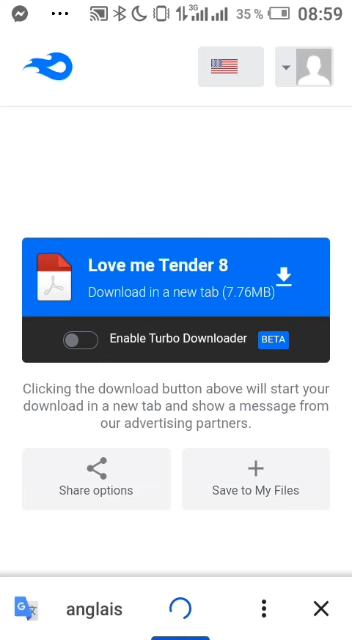 3G 35 % 08:59
Love me Tender 8
Download in a new tab (7.76MB)
Enable Turbo Downloader BETA
Clicking the download button above will start your
download in a new tab and show a message from
our advertising partners.
Share options
Save to My Files
G 文 anglais